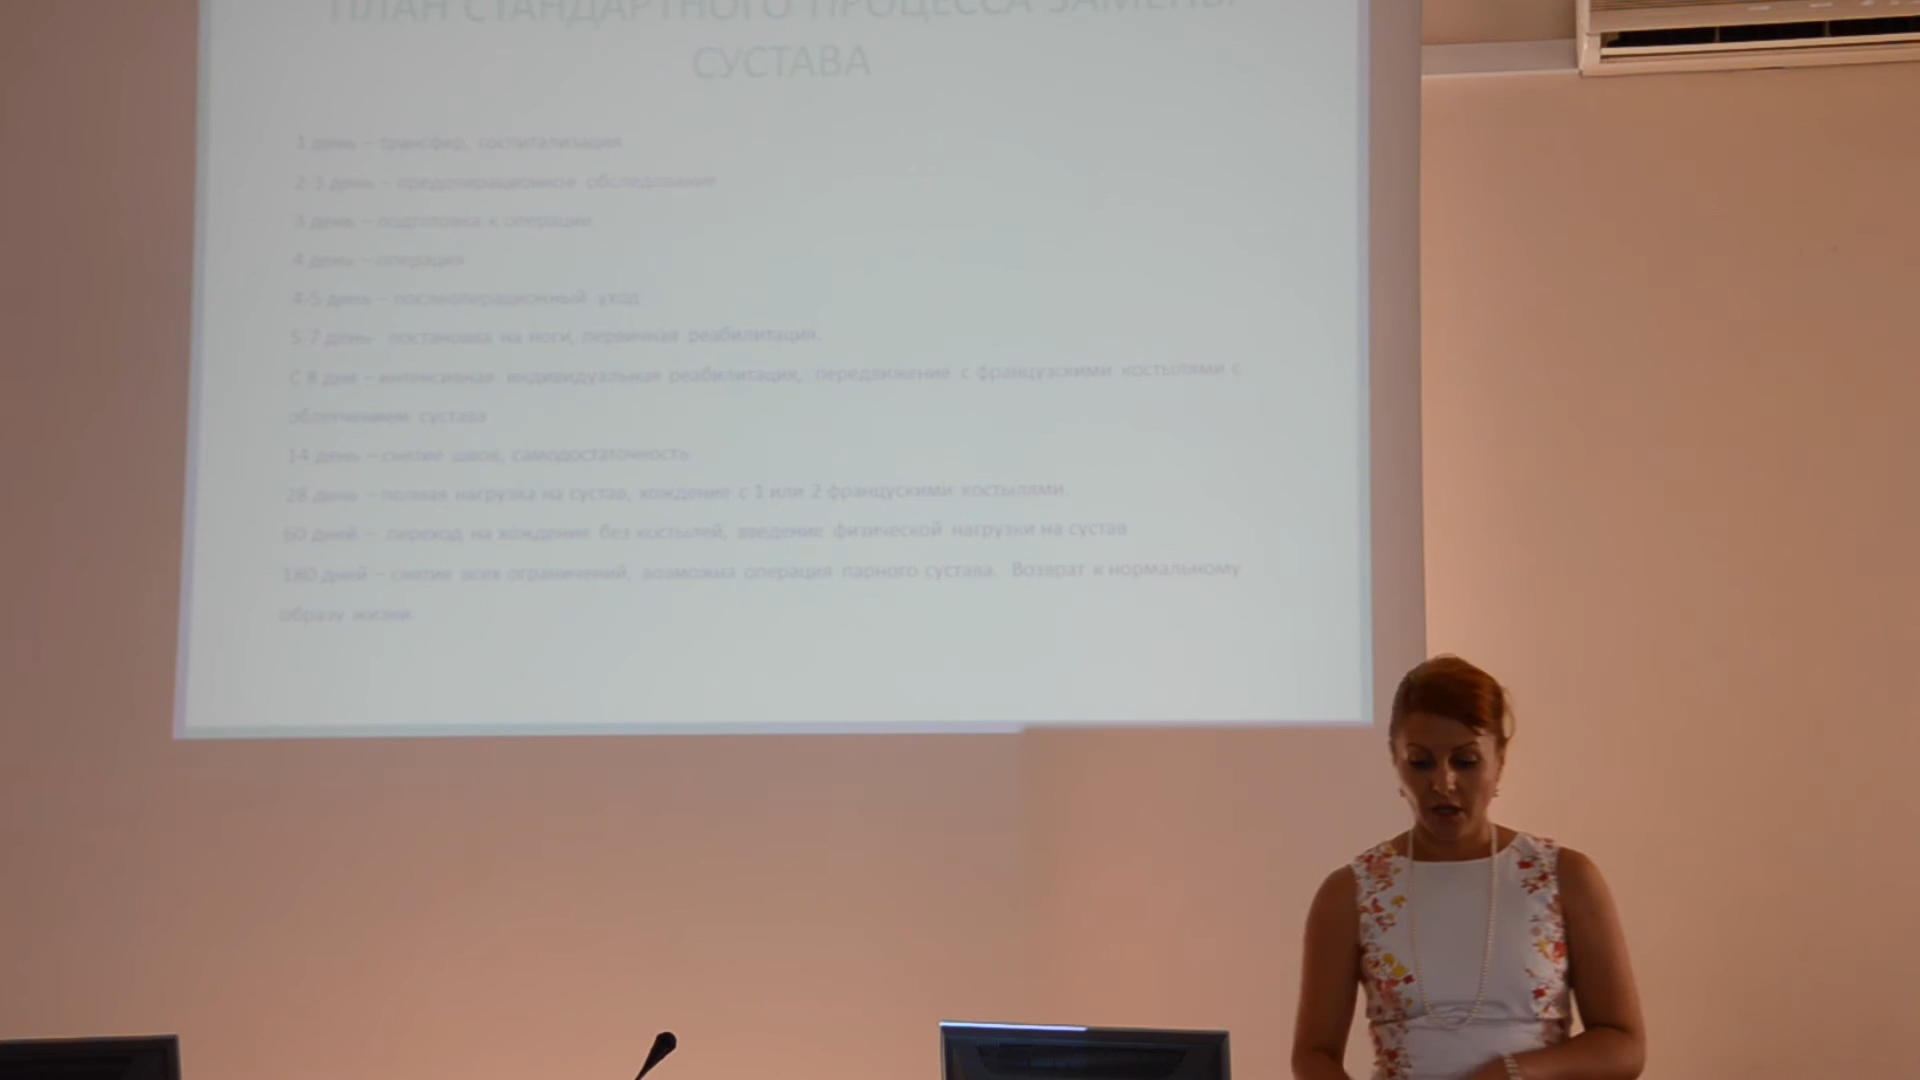 ПЛАН СТАНДАРТНОГО ПРОЦЕССА ЗАМЕНЫ
СУСТАВА
1 день – трансфер, госпитализация
2-3 день – предоперационное обследование
3 день – подготовка к операции
4 день – операция
4-5 день – послеоперационный уход
5-7 день- постановка на ноги, первичная реабилитация.
С 8 дня – интенсивная индивидуальная реабилитация, передвижение с французскими костылями с
облегчением сустава
14 день – снятие швов, самодостаточность
28 день – полная нагрузка на сустав, хождение с 1 или 2 францускими костылями.
60 дней – переход на хождение без костылей, введение физической нагрузки на сустав
180 дней – снятие всех ограничений, возможна операция парного сустава. Возврат к нормальному
образу жизни